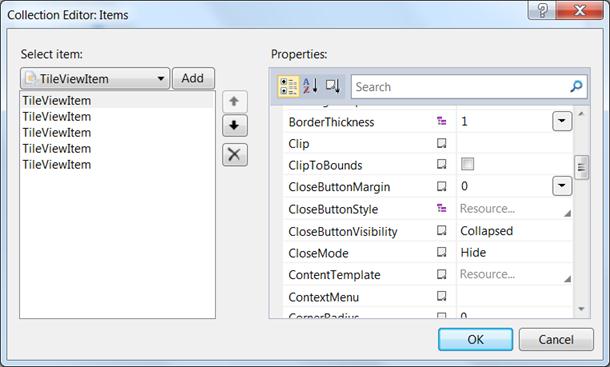 Collection Editor: Items
Select item:
TileViewItem
Add
TileViewItem
TileViewItem
TileViewItem
TileViewItem
TileViewItem
Properties:
Search
BorderThickness 1
Clip
ClipToBounds
CloseButtonMargin 0
CloseButtonStyle Resource...
CloseButtonVisibility Collapsed
CloseMode Hide
ContentTemplate Resource...
ContextMenu
CornerRadius 0
OK
Cancel